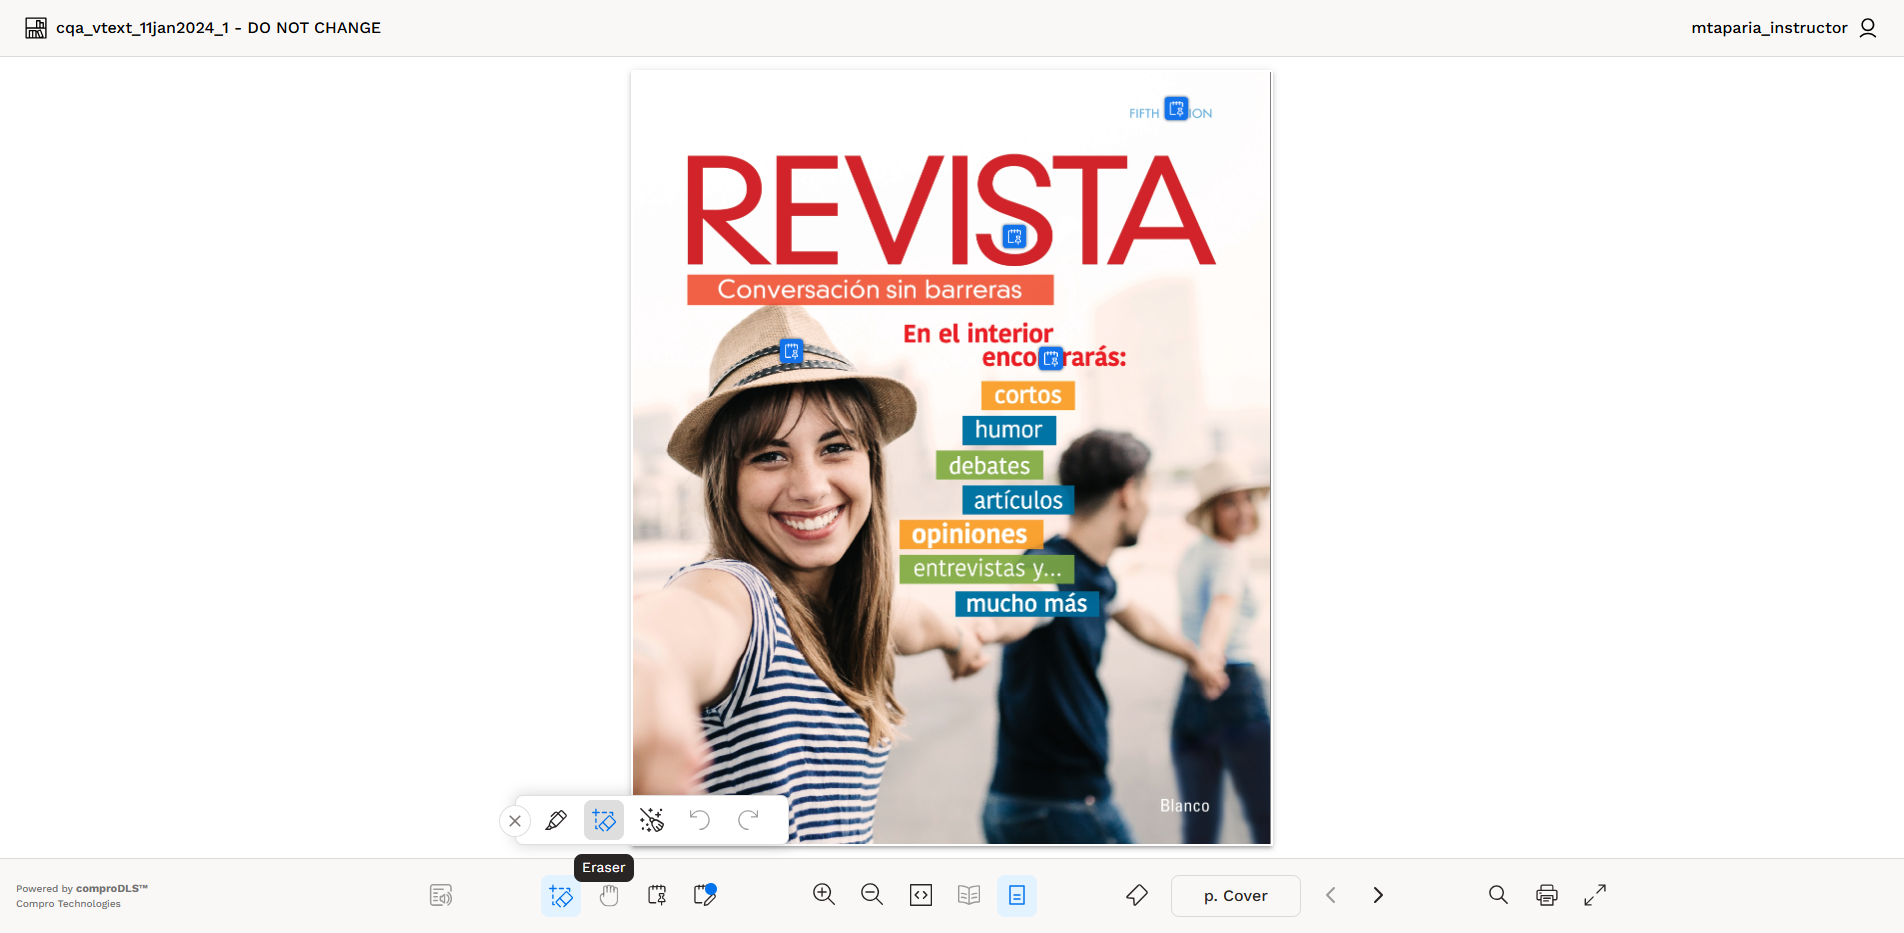 cqa_vtext_11jan2024_1 - DO NOT CHANGE
mtaparia_instructor
FIFTH ION
REVISTA
Conversación sin barreras
En el interior
enco rarás:
cortos
humor
debates
artículos
opiniones
entrevistas y...
mucho más
Blanco
Eraser
Powered by comproDLS™
Compro Technologies
p. Cover